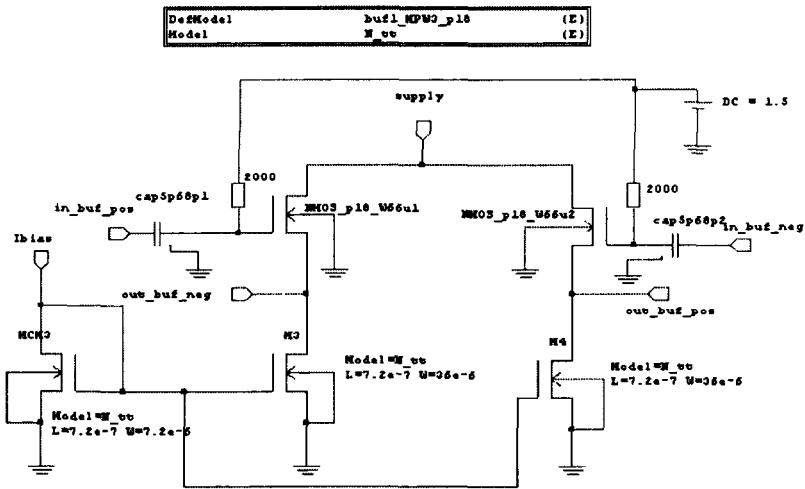 DefModel buf1_MPW3_p18 (E)
Model N_tt (E)
supply
DC = 1.5
2000
2000
cap5p68p1
in_buf_pos
NMOS_p18_W66u1
NMOS_p18_W66u2
cap5p68p2
in_buf_neg
Ibias
out_buf_neg
out_buf_pos
MCM3
M3
M4
Model=N_tt
L=7.2e-7 W=36e-6
Model=N_tt
L=7.2e-7 W=36e-6
Model=N_tt
L=7.2e-7 W=7.2e-6